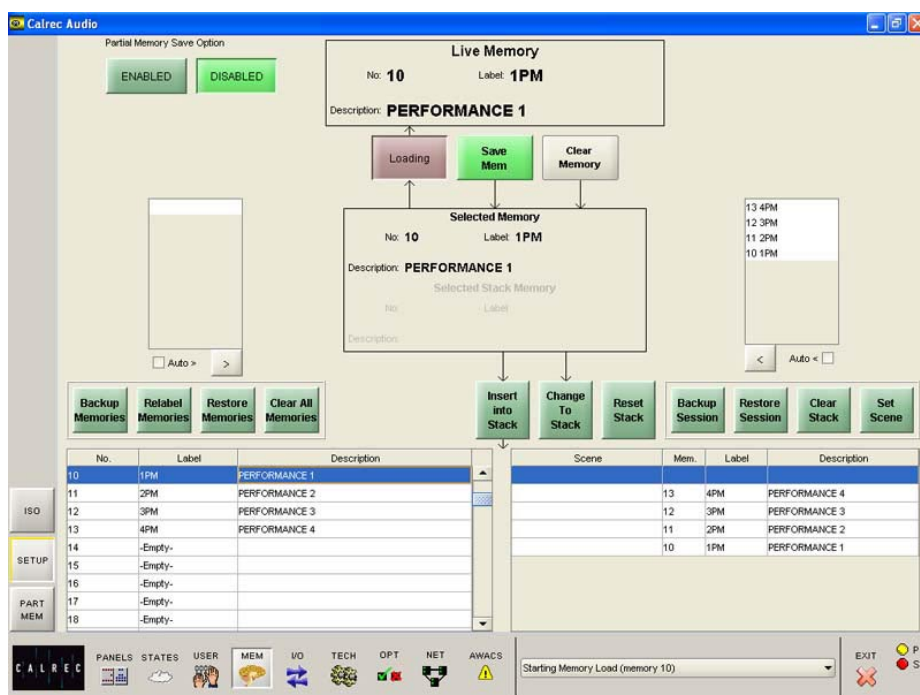 Calrec Audio
Partial Memory Save Option
ENABLED
DISABLED
Live Memory
No: 10 Label: 1PM
Description: PERFORMANCE 1
Loading
Save Mem
Clear Memory
Selected Memory
No: 10 Label: 1PM
Description: PERFORMANCE 1
Selected Stack Memory
No: - Label:
Description:
Auto >
>
13 4PM
12 3PM
11 2PM
10 1PM
<
Auto <
Backup Memories
Relabel Memories
Restore Memories
Clear All Memories
Insert into Stack
Change To Stack
Reset Stack
Backup Session
Restore Session
Clear Stack
Set Scene
No. Label Description
10 1PM PERFORMANCE 1
11 2PM PERFORMANCE 2
12 3PM PERFORMANCE 3
13 4PM PERFORMANCE 4
14 -Empty-
15 -Empty-
16 -Empty-
17 -Empty-
18 -Empty-
Scene Mem. Label Description
13 4PM PERFORMANCE 4
12 3PM PERFORMANCE 3
11 2PM PERFORMANCE 2
10 1PM PERFORMANCE 1
ISO
SETUP
PART MEM
CALREC
PANELS
STATES
USER
MEM
I/O
TECH
OPT
NET
AWACS
Starting Memory Load (memory 10)
EXIT
P
S